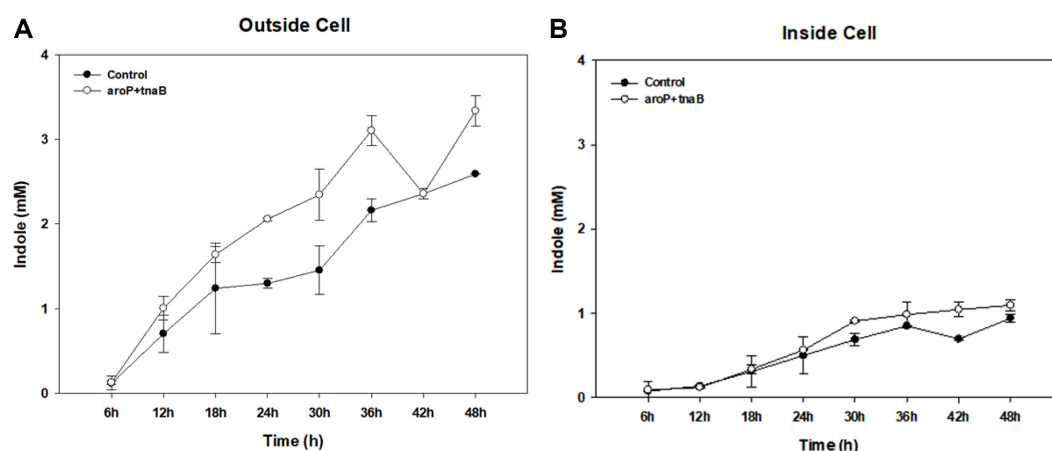 A
Outside Cell
4
3
2
1
0
Indole (mM)
Control
aroP+tnaB
6h 12h 18h 24h 30h 36h 42h 48h
Time (h)
B
Inside Cell
4
3
2
1
0
Indole (mM)
Control
aroP+tnaB
6h 12h 18h 24h 30h 36h 42h 48h
Time (h)